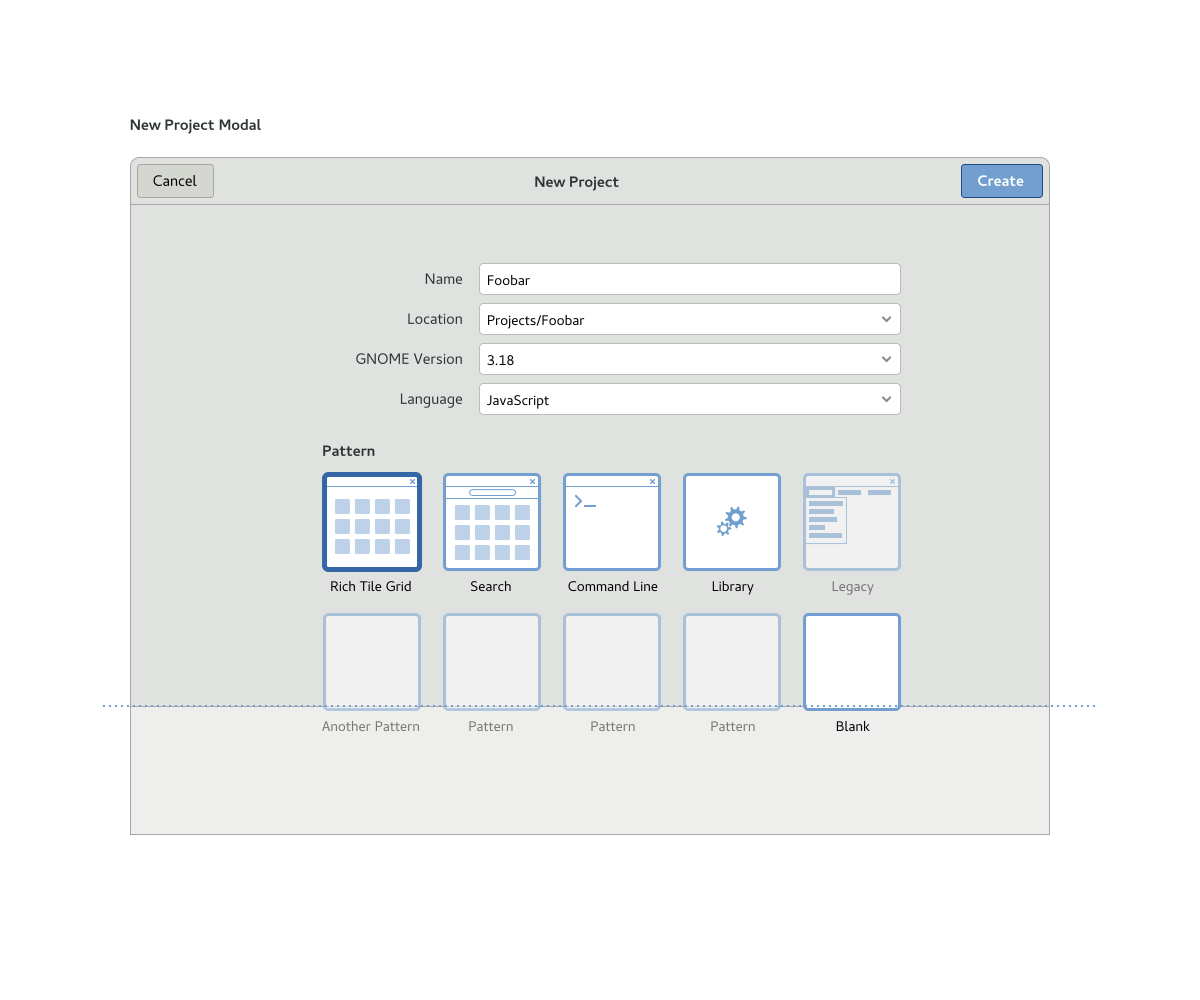 New Project Modal
Cancel
New Project
Create
Name
Foobar
Location
Projects/Foobar
GNOME Version
3.18
Language
JavaScript
Pattern
Rich Tile Grid
Search
Command Line
Library
Legacy
Another Pattern
Pattern
Pattern
Pattern
Blank